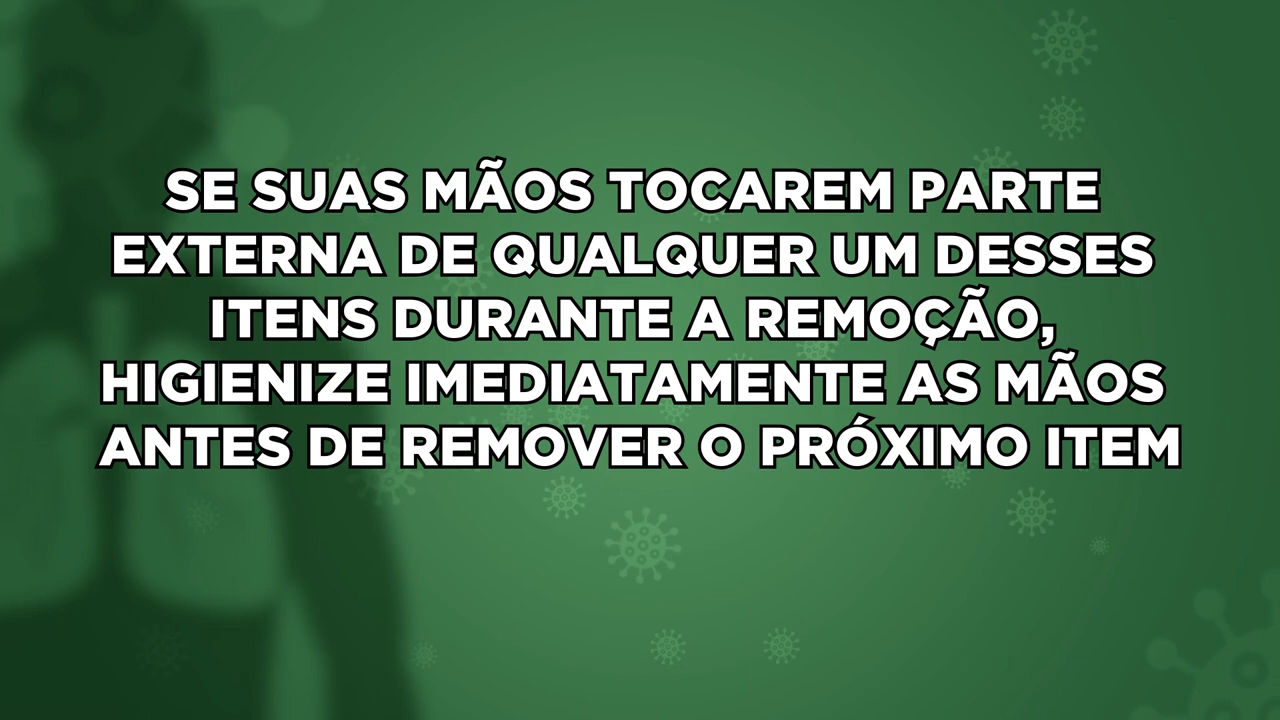 SE SUAS MÃOS TOCAREM PARTE
EXTERNA DE QUALQUER UM DESSES
ITENS DURANTE A REMOÇÃO,
HIGIENIZE IMEDIATAMENTE AS MÃOS
ANTES DE REMOVER O PRÓXIMO ITEM